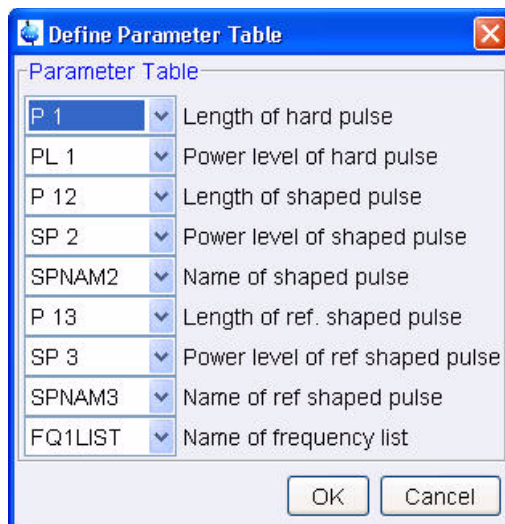 Define Parameter Table
Parameter Table
P 1 Length of hard pulse
PL 1 Power level of hard pulse
P 12 Length of shaped pulse
SP 2 Power level of shaped pulse
SPNAM2 Name of shaped pulse
P 13 Length of ref. shaped pulse
SP 3 Power level of ref shaped pulse
SPNAM3 Name of ref shaped pulse
FQ1LIST Name of frequency list
OK Cancel